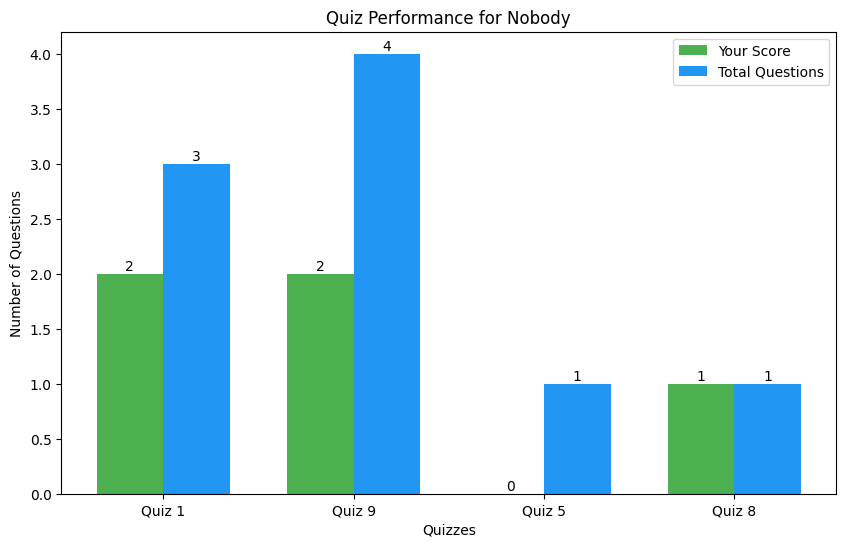 Quiz Performance for Nobody
Your Score
Total Questions
4.0
3.5
3.0
2.5
2.0
1.5
1.0
0.5
0.0
Number of Questions
2
3
2
4
0
1
1
1
Quiz 1
Quiz 9
Quiz 5
Quiz 8
Quizzes